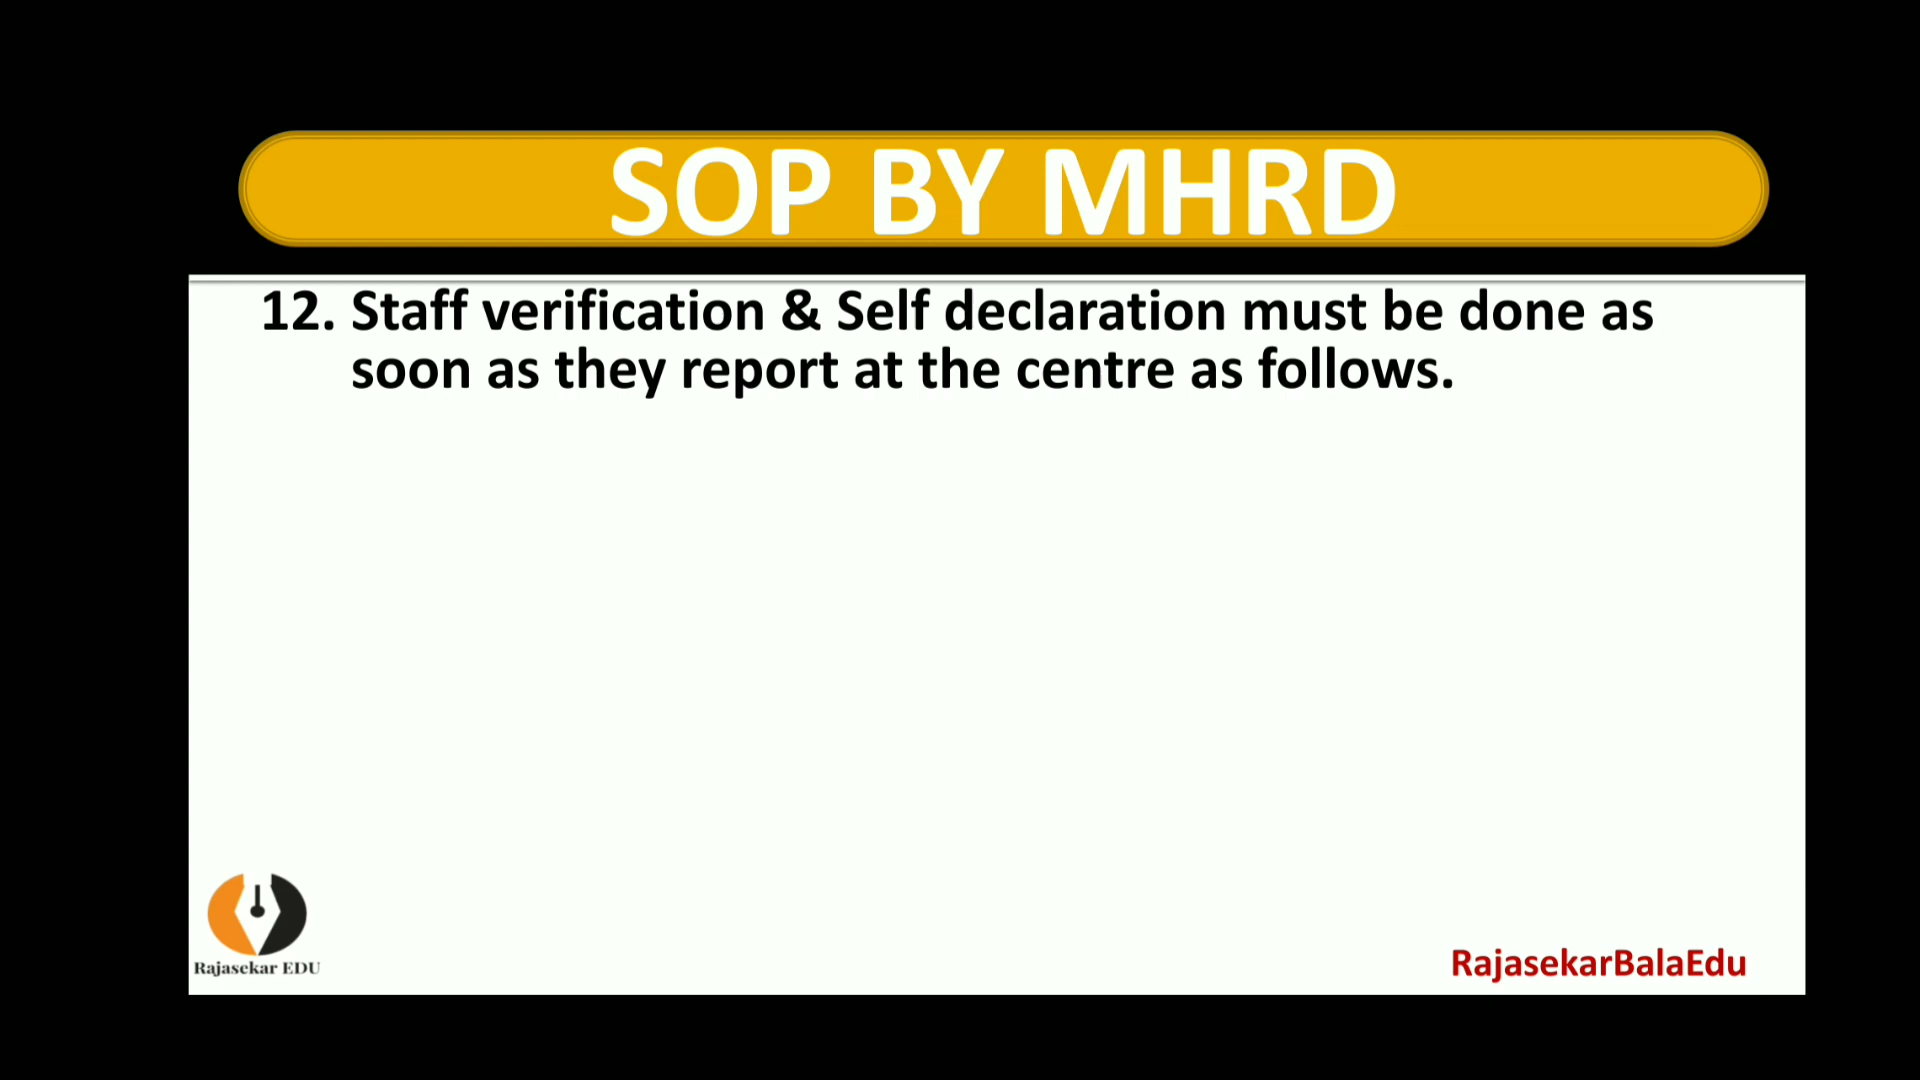 SOP BY MHRD
12. Staff verification & Self declaration must be done as
soon as they report at the centre as follows.
Rajasekar EDU
RajasekarBalaEdu